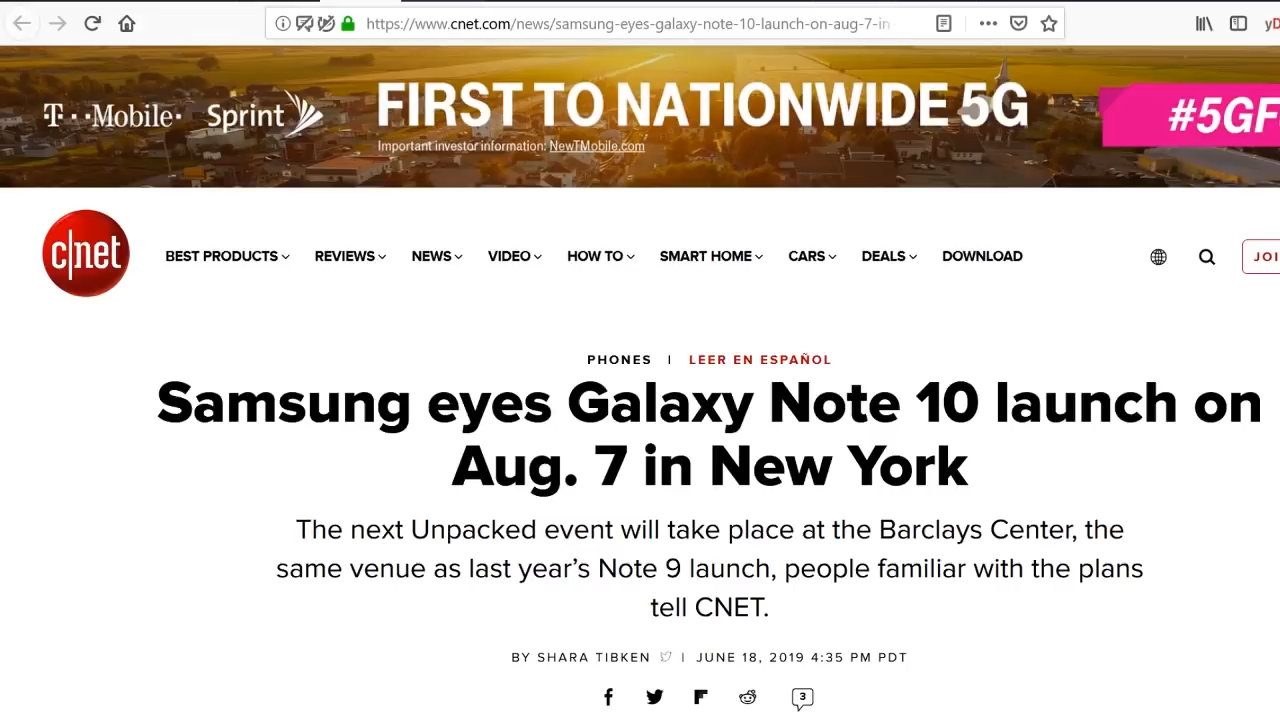 https://www.cnet.com/news/samsung-eyes-galaxy-note-10-launch-on-aug-7-in
T··Mobile· Sprint
FIRST TO NATIONWIDE 5G
#5GF
Important investor information: NewTMobile.com
c|net
BEST PRODUCTS REVIEWS NEWS VIDEO HOW TO SMART HOME CARS DEALS DOWNLOAD
JOI
PHONES | LEER EN ESPAÑOL
Samsung eyes Galaxy Note 10 launch on
Aug. 7 in New York
The next Unpacked event will take place at the Barclays Center, the
same venue as last year’s Note 9 launch, people familiar with the plans
tell CNET.
BY SHARA TIBKEN | JUNE 18, 2019 4:35 PM PDT
3